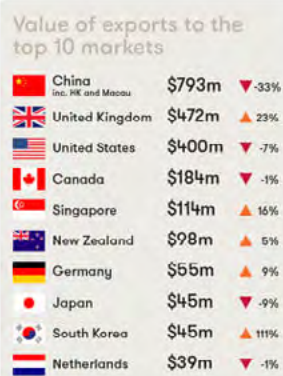 Value of exports to the
top 10 markets
China $793m ▼ -33%
inc. HK and Macau
United Kingdom $472m ▲ 23%
United States $400m ▼ -7%
Canada $184m ▼ -1%
Singapore $114m ▲ 16%
New Zealand $98m ▲ 5%
Germany $55m ▲ 9%
Japan $45m ▼ -9%
South Korea $45m ▲ 111%
Netherlands $39m ▼ -1%